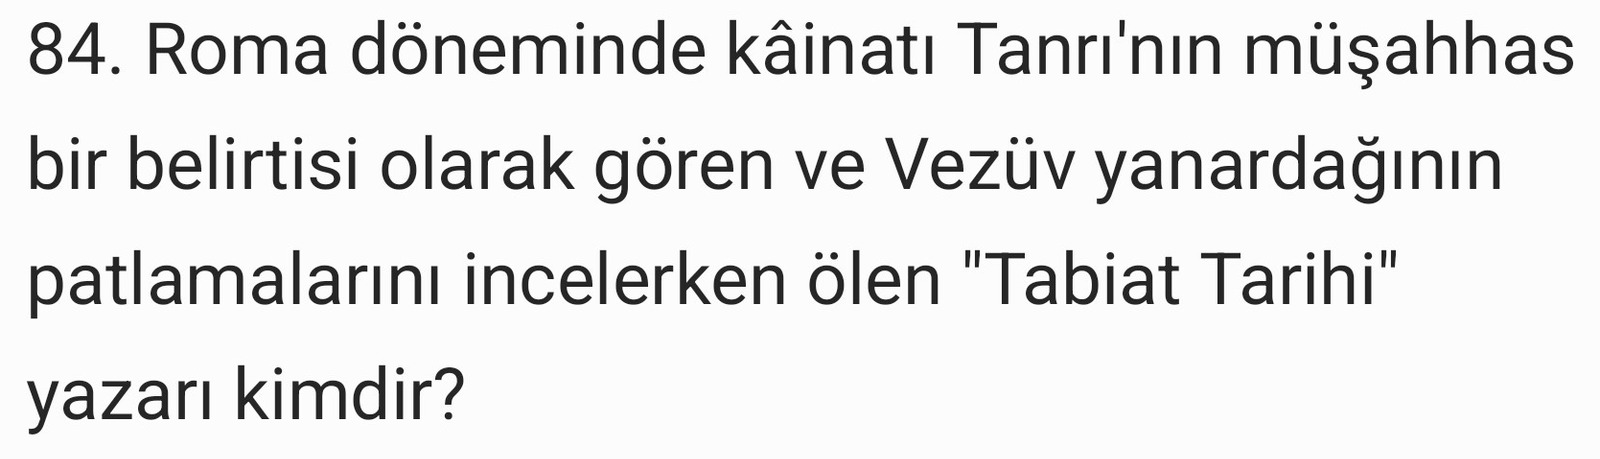 84. Roma döneminde kâinatı Tanrı'nın müşahhas
bir belirtisi olarak gören ve Vezüv yanardağının
patlamalarını incelerken ölen "Tabiat Tarihi"
yazarı kimdir?